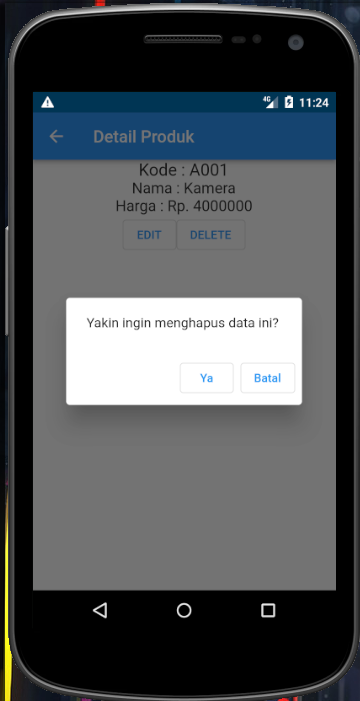 4G 11:24
Detail Produk
Kode : A001
Nama : Kamera
Harga : Rp. 4000000
EDIT DELETE
Yakin ingin menghapus data ini?
Ya Batal